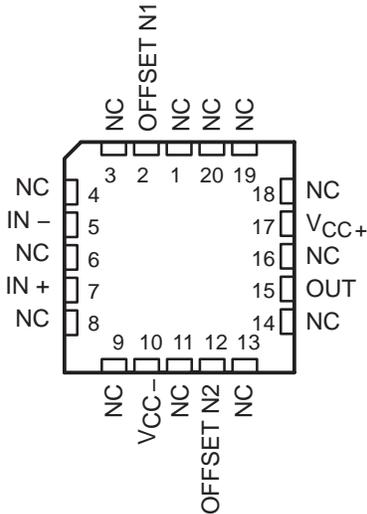 NC
OFFSET N1
NC
NC
NC
3 2 1 20 19
NC 4
IN − 5
NC 6
IN + 7
NC 8
18 NC
17 VCC+
16 NC
15 OUT
14 NC
9 10 11 12 13
NC
VCC−
NC
OFFSET N2
NC